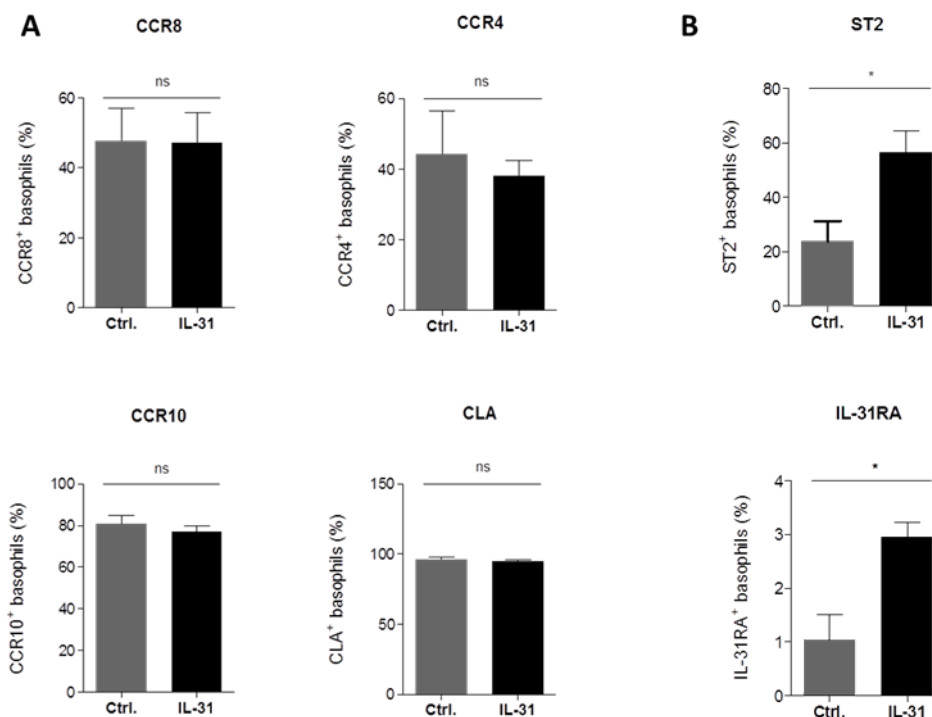 A
CCR8
ns
CCR8+ basophils (%)
60
40
20
0
Ctrl.
IL-31
CCR4
ns
CCR4+ basophils (%)
60
40
20
0
Ctrl.
IL-31
B
ST2
*
ST2+ basophils (%)
80
60
40
20
0
Ctrl.
IL-31
CCR10
ns
CCR10+ basophils (%)
100
80
60
40
20
0
Ctrl.
IL-31
CLA
ns
CLA+ basophils (%)
150
100
50
0
Ctrl.
IL-31
IL-31RA
*
IL-31RA+ basophils (%)
4
3
2
1
0
Ctrl.
IL-31